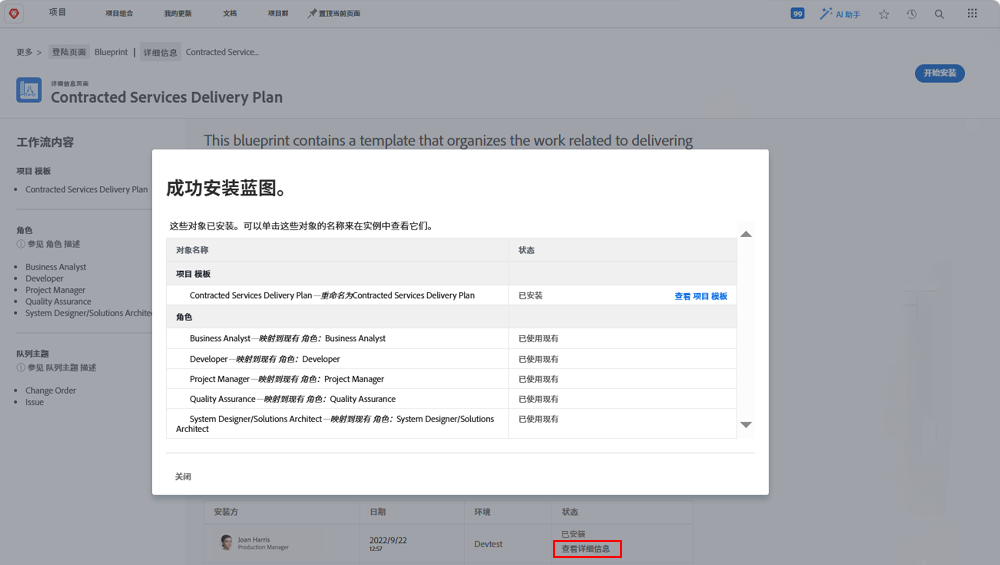 项目 项目组合 我的更新 文档 项目群 置顶当前页面 99 AI 助手
更多 > 登陆页面 Blueprint | 详细信息 Contracted Service...
详细信息页面
Contracted Services Delivery Plan
开始安装
工作流内容
项目 模板
Contracted Services Delivery Plan
角色
参见 角色 描述
Business Analyst
Developer
Project Manager
Quality Assurance
System Designer/Solutions Archite
队列主题
参见 队列主题 描述
Change Order
Issue
This blueprint contains a template that organizes the work related to delivering
成功安装蓝图。
这些对象已安装。可以单击这些对象的名称来在实例中查看它们。
对象名称 状态
项目 模板
Contracted Services Delivery Plan—重命名为Contracted Services Delivery Plan 已安装 查看 项目 模板
角色
Business Analyst—映射到现有 角色：Business Analyst 已使用现有
Developer—映射到现有 角色：Developer 已使用现有
Project Manager—映射到现有 角色：Project Manager 已使用现有
Quality Assurance—映射到现有 角色：Quality Assurance 已使用现有
System Designer/Solutions Architect—映射到现有 角色：System Designer/Solutions 已使用现有
Architect
关闭
安装方 日期 环境 状态
Joan Harris
Production Manager
2022/9/22
12:57
Devtest
已安装
查看详细信息